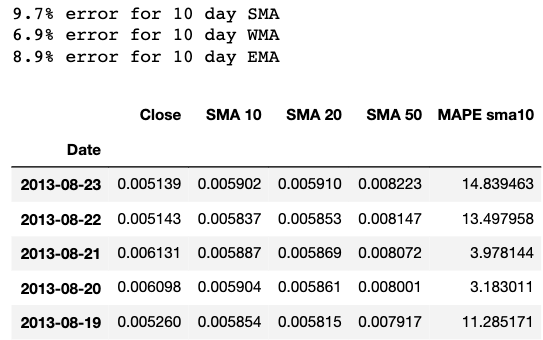 9.7% error for 10 day SMA
6.9% error for 10 day WMA
8.9% error for 10 day EMA
Close SMA 10 SMA 20 SMA 50 MAPE sma10
Date
2013-08-23 0.005139 0.005902 0.005910 0.008223 14.839463
2013-08-22 0.005143 0.005837 0.005853 0.008147 13.497958
2013-08-21 0.006131 0.005887 0.005869 0.008072 3.978144
2013-08-20 0.006098 0.005904 0.005861 0.008001 3.183011
2013-08-19 0.005260 0.005854 0.005815 0.007917 11.285171